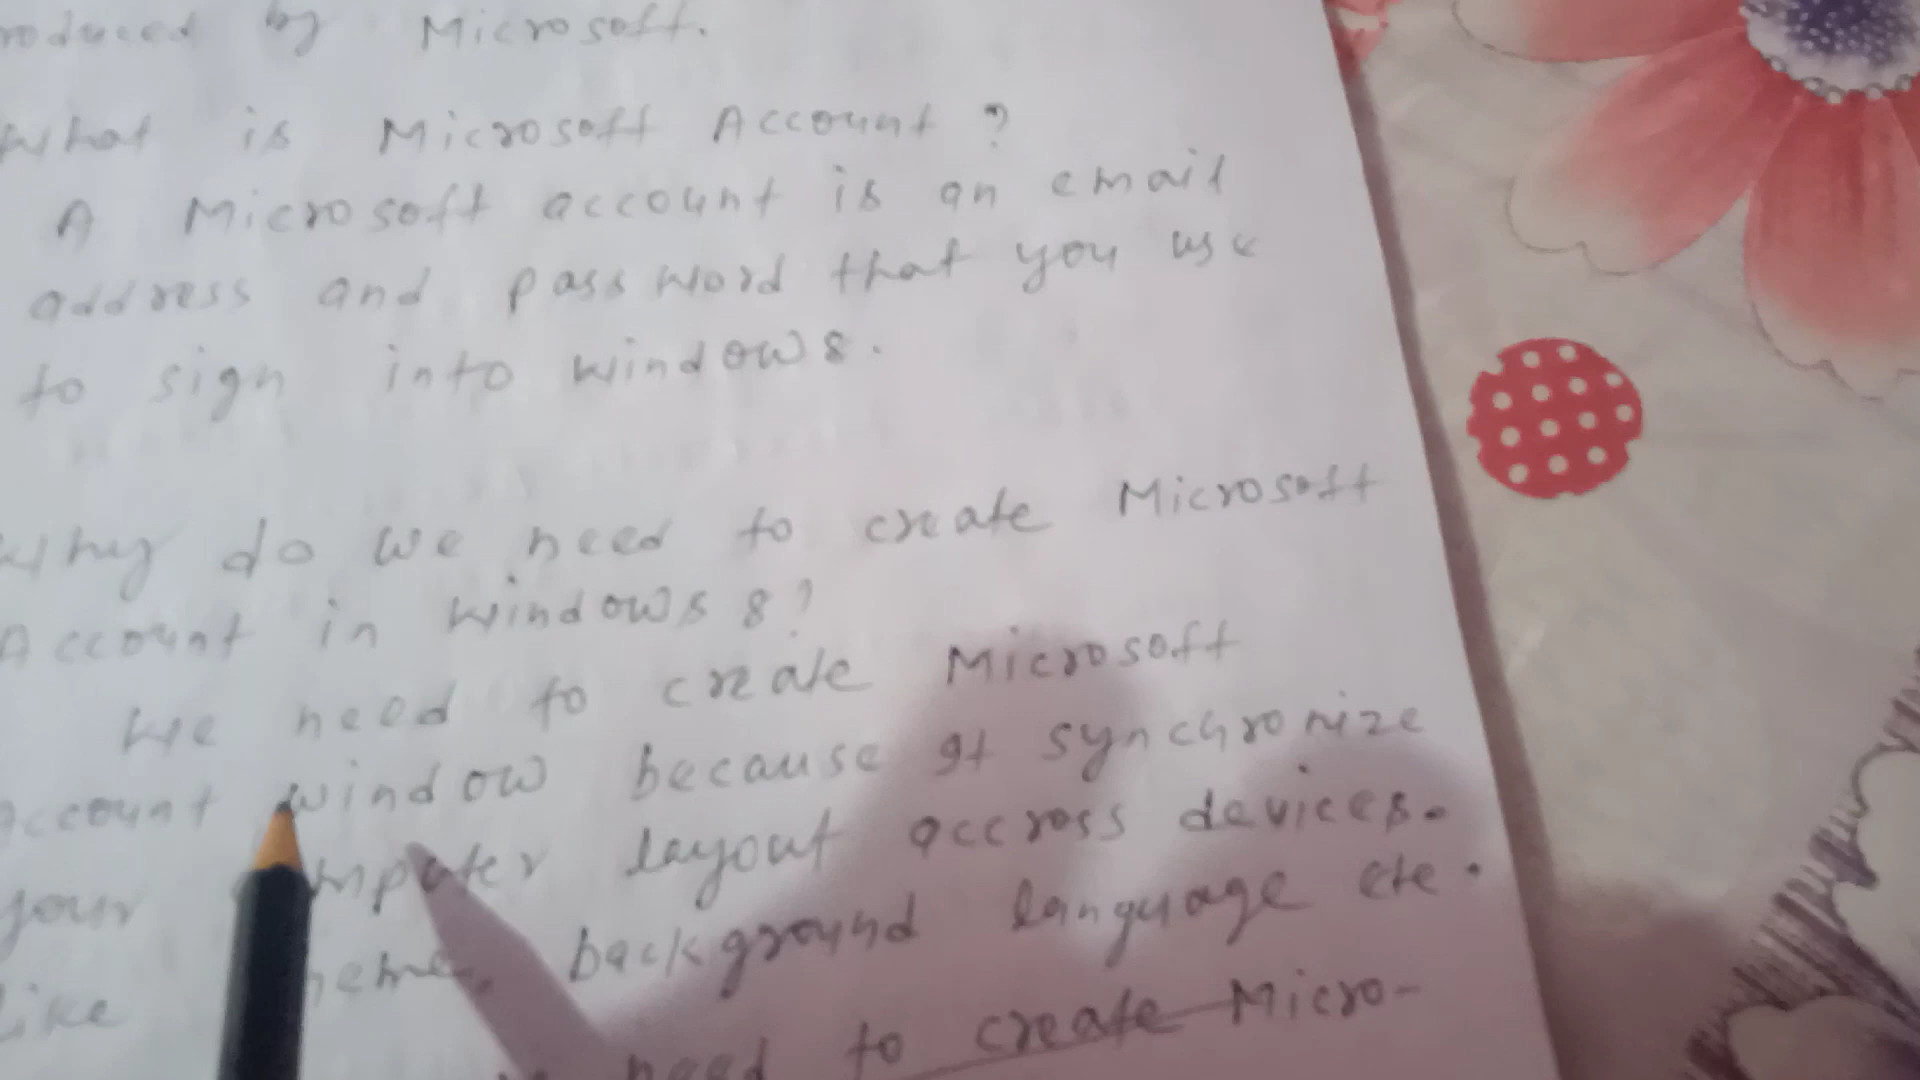 by Microsoft.
What is Microsoft Account ?
A Microsoft account is an email
address and password that you use
to sign into windows.
Why do we need to create Microsoft
Account in windows 8?
We need to create Microsoft
account window because It synchronize
your layout accross devices.
like background language etc.
need to create Micro-